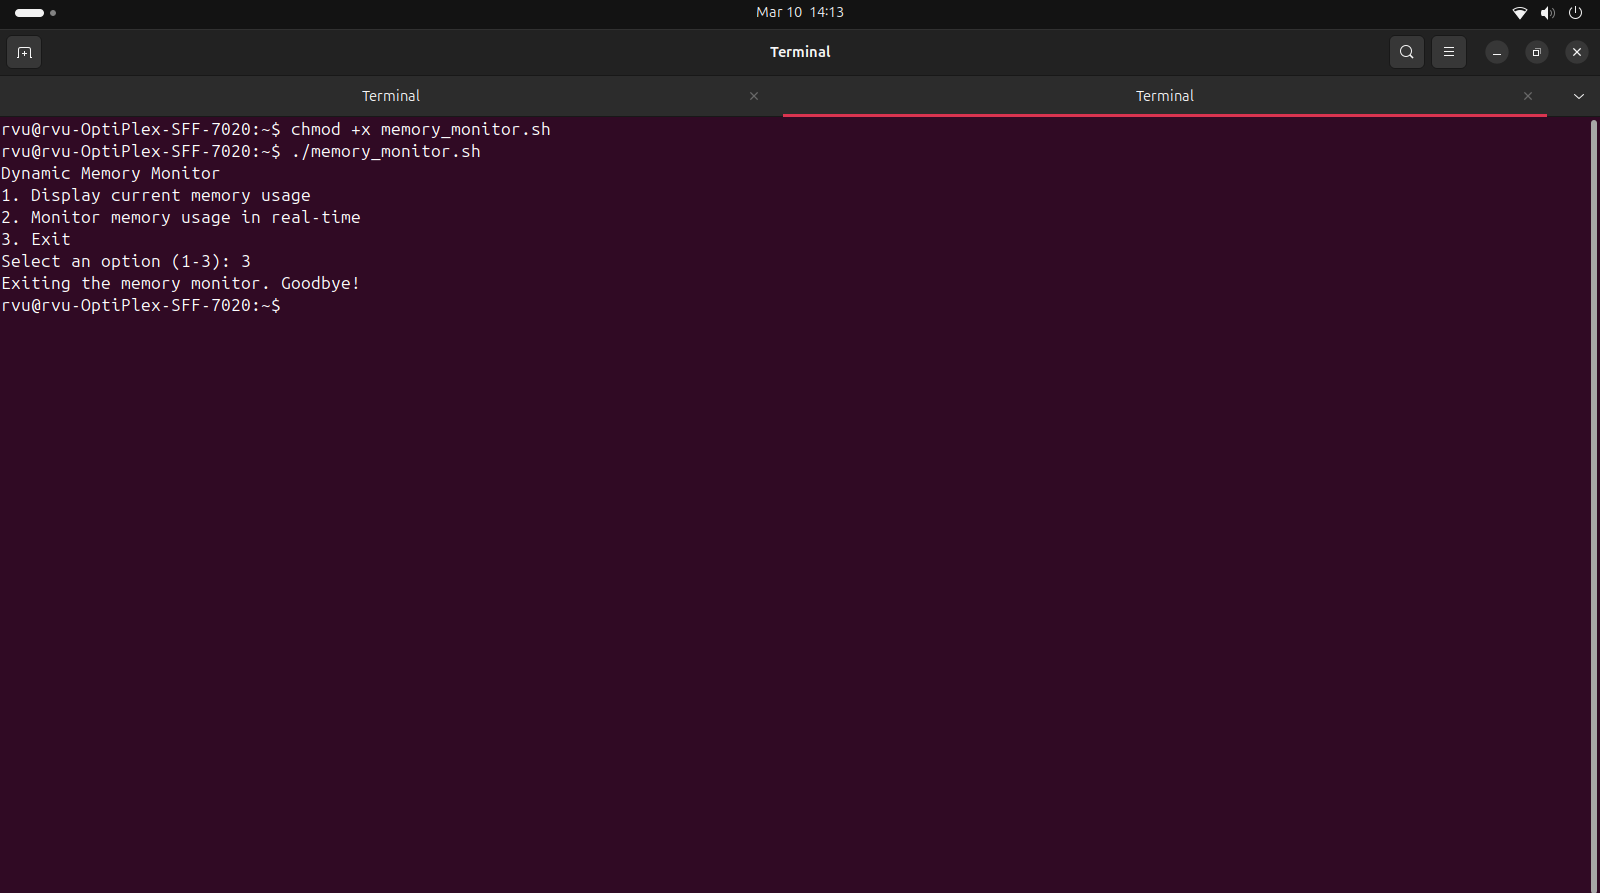 Mar 10 14:13
Terminal
Terminal
Terminal
rvu@rvu-OptiPlex-SFF-7020:~$ chmod +x memory_monitor.sh
rvu@rvu-OptiPlex-SFF-7020:~$ ./memory_monitor.sh
Dynamic Memory Monitor
1. Display current memory usage
2. Monitor memory usage in real-time
3. Exit
Select an option (1-3): 3
Exiting the memory monitor. Goodbye!
rvu@rvu-OptiPlex-SFF-7020:~$